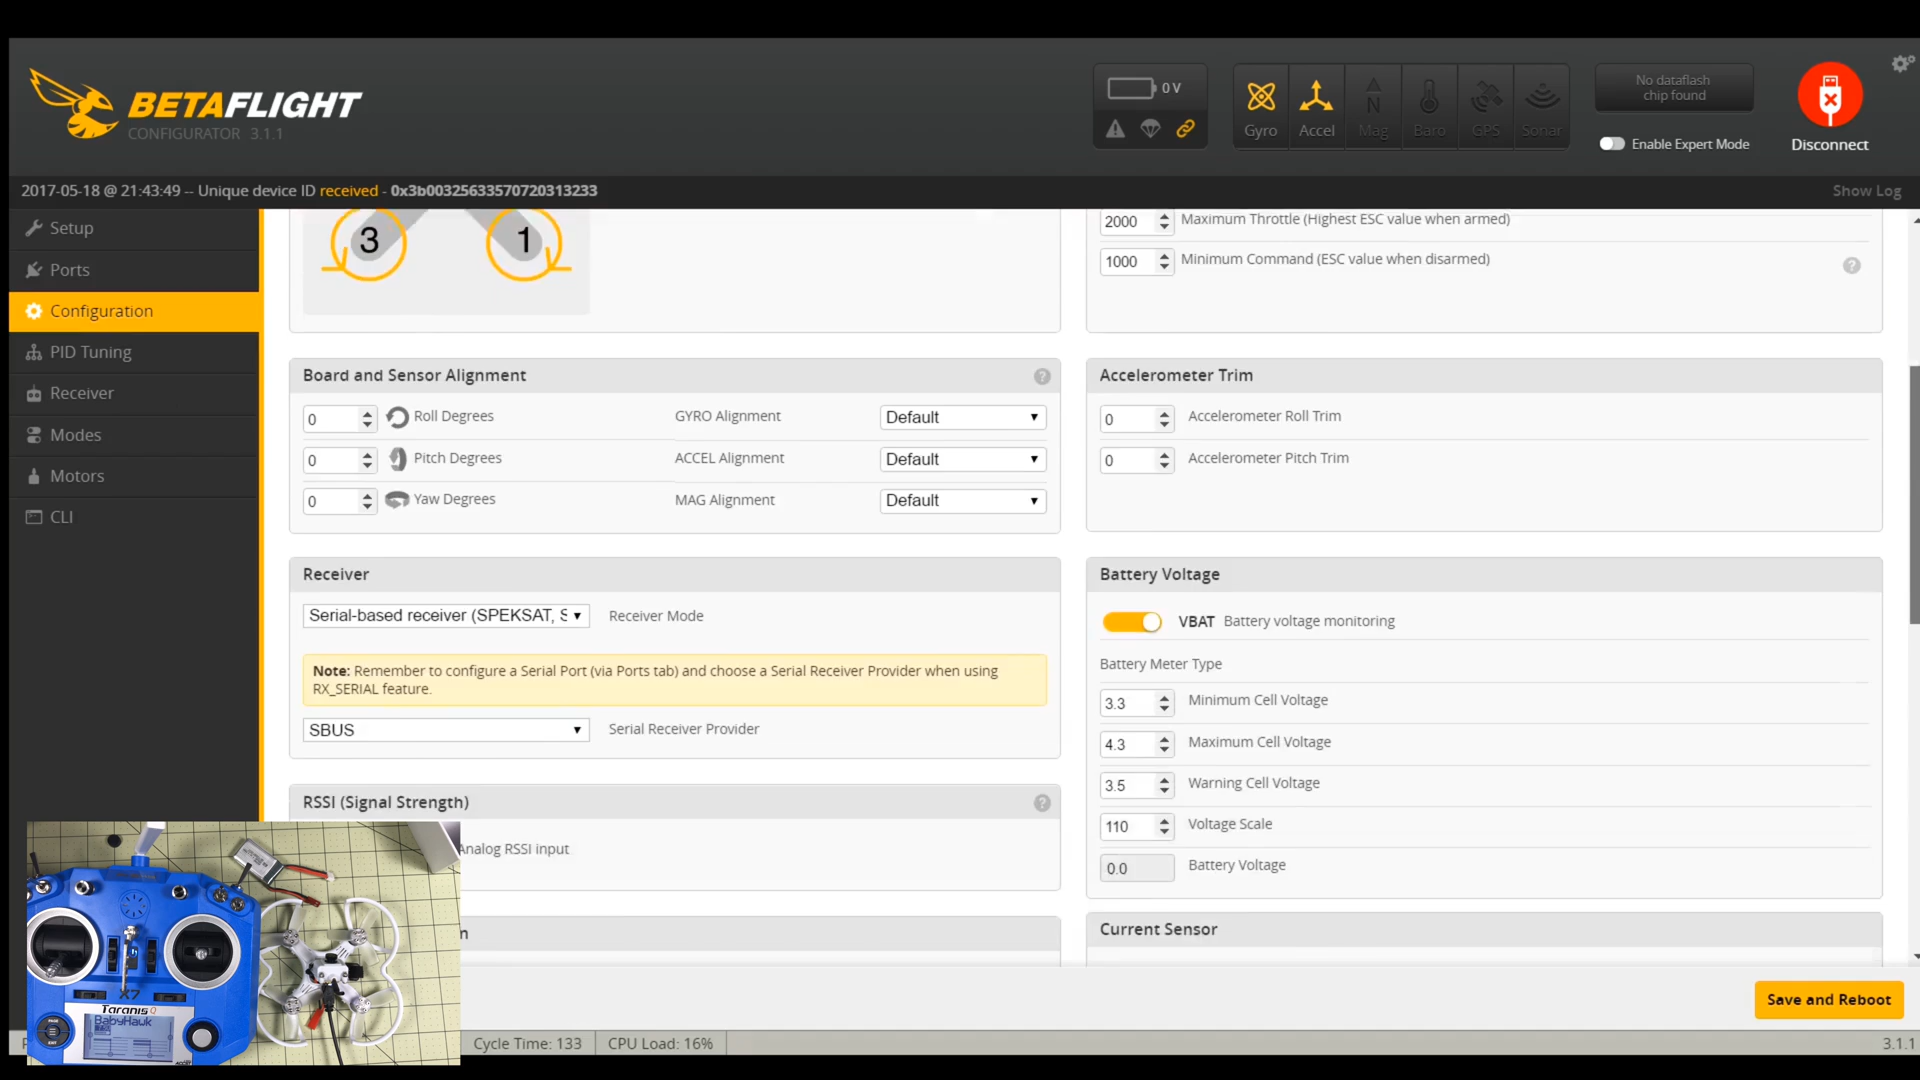 BETAFLIGHT
CONFIGURATOR 3.1.1
0 V
Gyro
Accel
Mag
Baro
GPS
Sonar
No dataflash
chip found
Enable Expert Mode
Disconnect
2017-05-18 @ 21:43:49 -- Unique device ID received - 0x3b00325633570720313233
Show Log
Setup
Ports
Configuration
PID Tuning
Receiver
Modes
Motors
CLI
3
1
2000 Maximum Throttle (Highest ESC value when armed)
1000 Minimum Command (ESC value when disarmed)
Board and Sensor Alignment
0 Roll Degrees GYRO Alignment Default
0 Pitch Degrees ACCEL Alignment Default
0 Yaw Degrees MAG Alignment Default
Accelerometer Trim
0 Accelerometer Roll Trim
0 Accelerometer Pitch Trim
Receiver
Serial-based receiver (SPEKSAT, S Receiver Mode
Note: Remember to configure a Serial Port (via Ports tab) and choose a Serial Receiver Provider when using
RX_SERIAL feature.
SBUS Serial Receiver Provider
Battery Voltage
VBAT Battery voltage monitoring
Battery Meter Type
3.3 Minimum Cell Voltage
4.3 Maximum Cell Voltage
3.5 Warning Cell Voltage
110 Voltage Scale
0.0 Battery Voltage
RSSI (Signal Strength)
Analog RSSI input
Current Sensor
X7
Taranis Q
BabyHawk
Save and Reboot
Cycle Time: 133
CPU Load: 16%
3.1.1